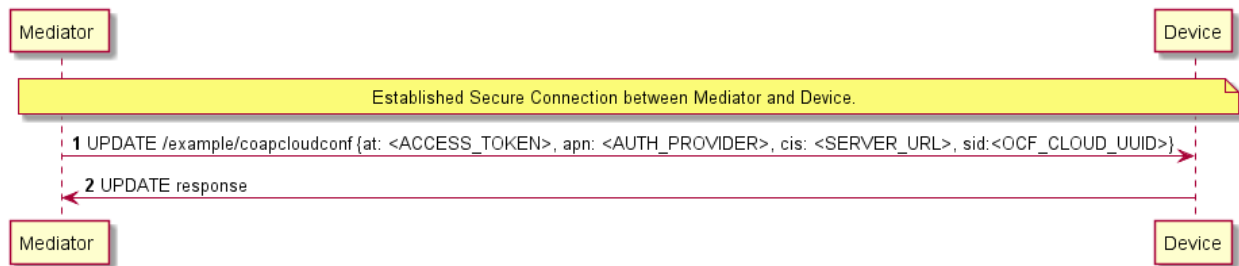 Mediator
Device
Established Secure Connection between Mediator and Device.
1 UPDATE /example/coapcloudconf {at: <ACCESS_TOKEN>, apn: <AUTH_PROVIDER>, cis: <SERVER_URL>, sid:<OCF_CLOUD_UUID>}
2 UPDATE response
Mediator
Device